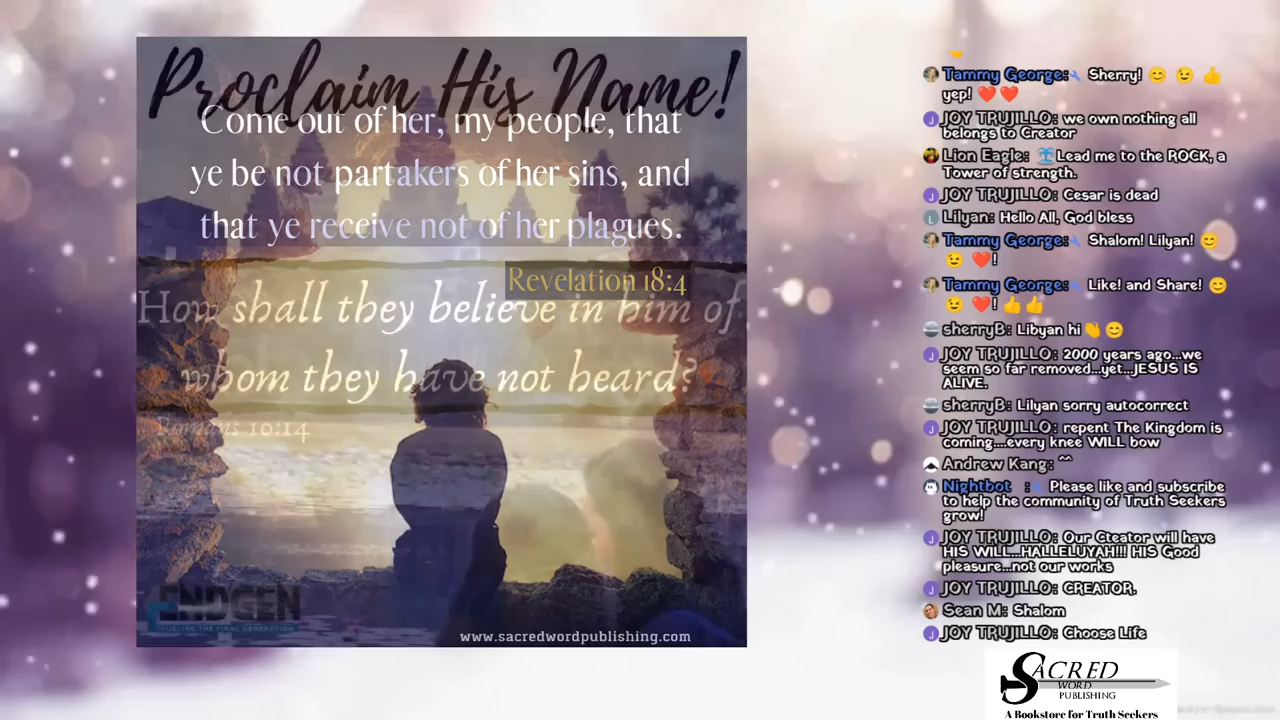 Proclaim His Name!
Come out of her, my people, that
ye be not partakers of her sins, and
that ye receive not of her plagues.
Revelation 18:4
How shall they believe in him of
whom they have not heard?
Romans 10:14
ENDGEN
FUELING THE FINAL GENERATION
www.sacredwordpublishing.com
Tammy George: Sherry! 😊 😉 👍
yep! ❤️❤️
JOY TRUJILLO: we own nothing all
belongs to Creator
Lion Eagle: Lead me to the ROCK, a
Tower of strength.
JOY TRUJILLO: Cesar is dead
Lilyan: Hello All, God bless
Tammy George: Shalom! Lilyan! 😊
😉 ❤️!
Tammy George: Like! and Share! 😊
😉 ❤️! 👍👍
sherryB: Libyan hi👋😊
JOY TRUJILLO: 2000 years ago...we
seem so far removed...yet...JESUS IS
ALIVE.
sherryB: Lilyan sorry autocorrect
JOY TRUJILLO: repent The Kingdom is
coming....every knee WILL bow
Andrew Kang: ^^
Nightbot : Please like and subscribe
to help the community of Truth Seekers
grow!
JOY TRUJILLO: Our Cteator will have
HIS WILL...HALLELUYAH!!! HIS Good
pleasure...not our works
JOY TRUJILLO: CREATOR.
Sean M: Shalom
JOY TRUJILLO: Choose Life
SACRED
WORD
PUBLISHING
A Bookstore for Truth Seekers